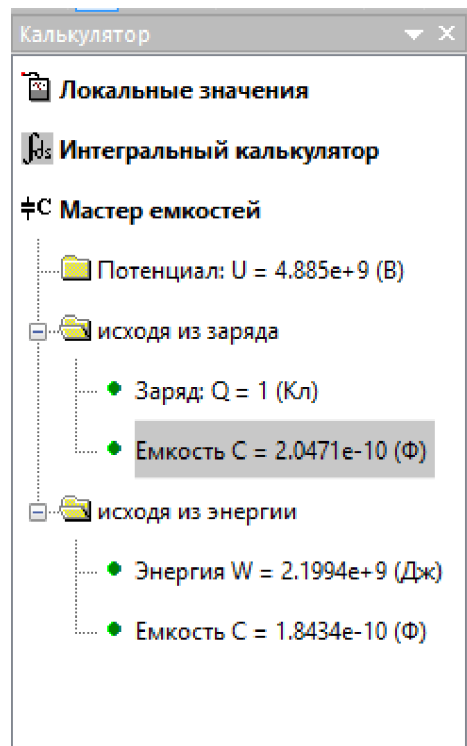 Калькулятор
Локальные значения
Интегральный калькулятор
C Мастер емкостей
Потенциал: U = 4.885e+9 (В)
исходя из заряда
Заряд: Q = 1 (Кл)
Емкость C = 2.0471e-10 (Ф)
исходя из энергии
Энергия W = 2.1994e+9 (Дж)
Емкость C = 1.8434e-10 (Ф)